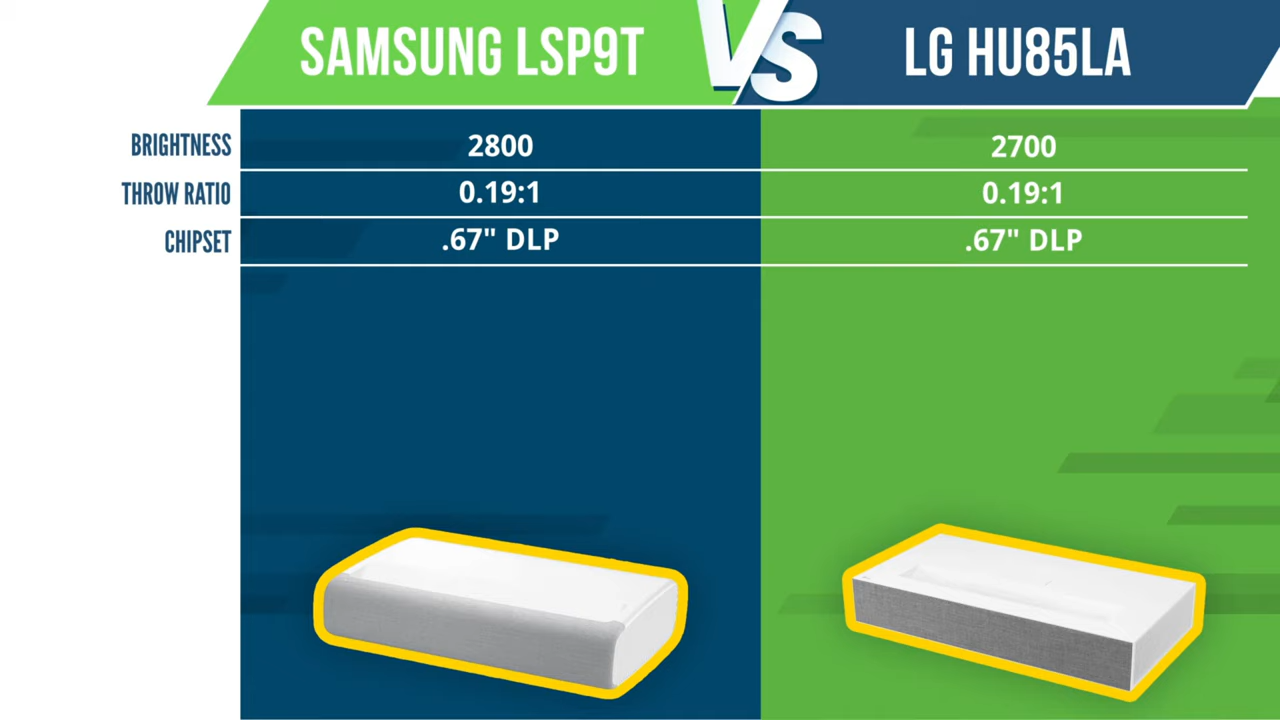 SAMSUNG LSP9T VS LG HU85LA
BRIGHTNESS 2800 2700
THROW RATIO 0.19:1 0.19:1
CHIPSET .67" DLP .67" DLP